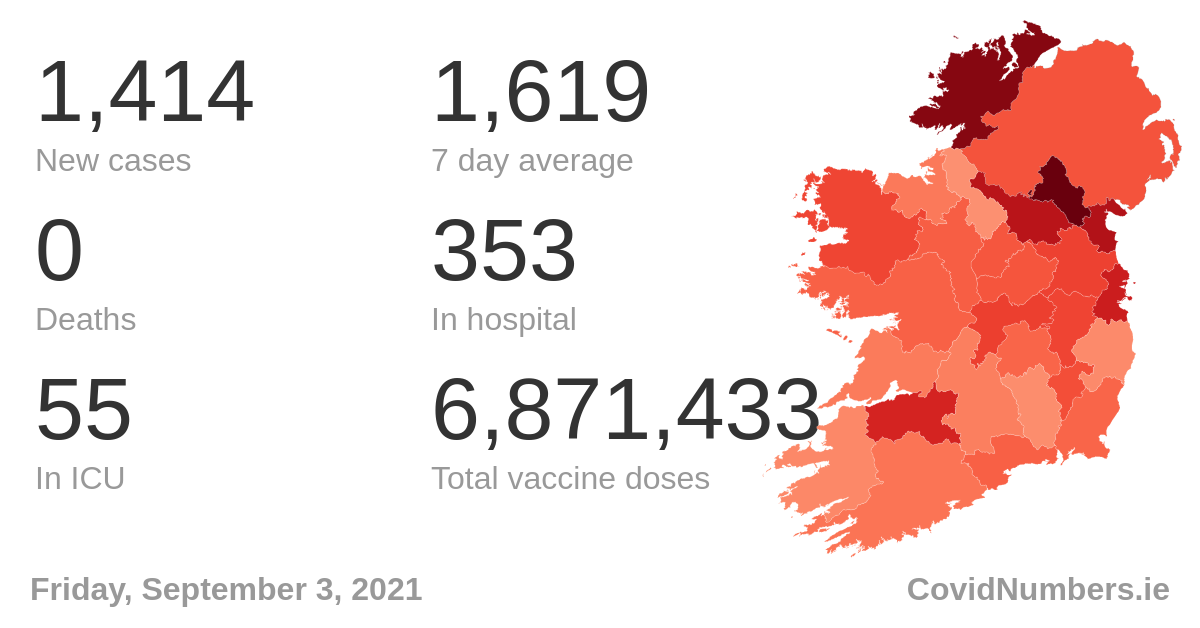 1,414
New cases
1,619
7 day average
0
Deaths
353
In hospital
55
In ICU
6,871,433
Total vaccine doses
Friday, September 3, 2021
CovidNumbers.ie